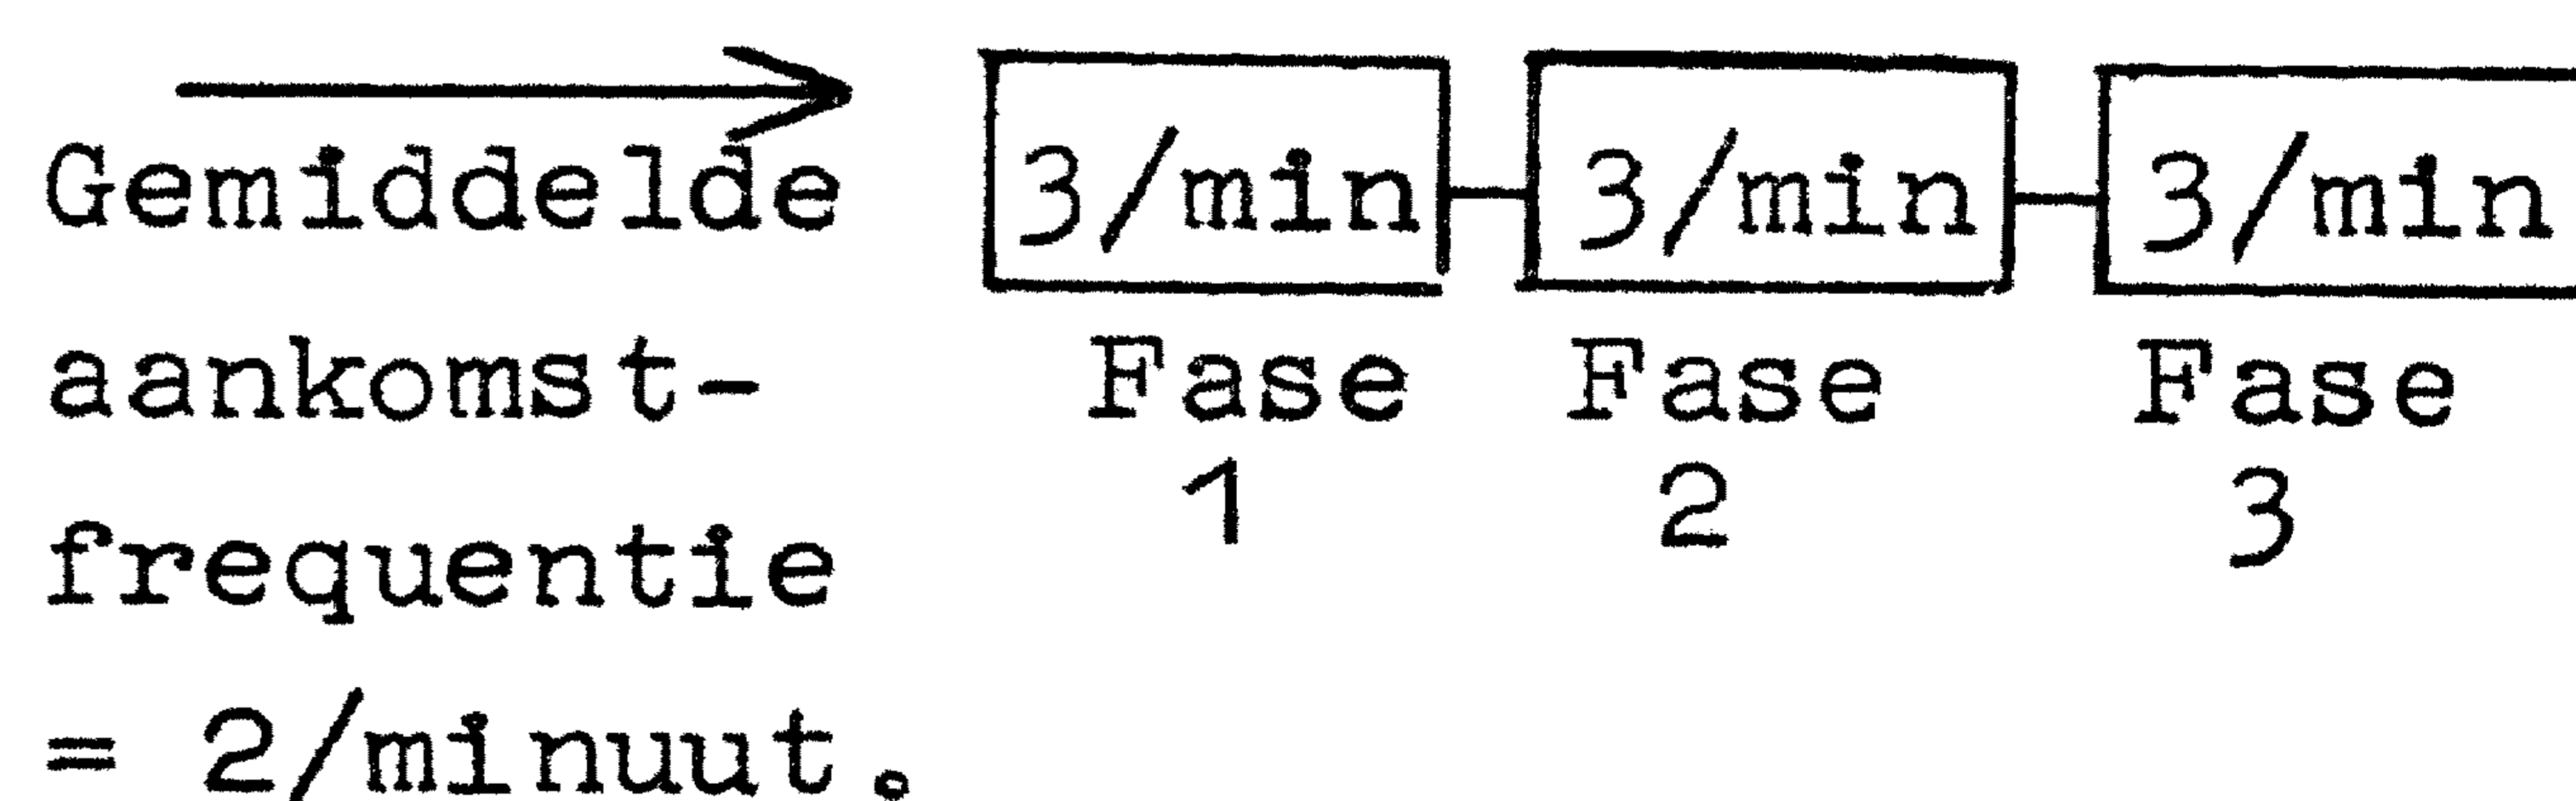 Gemiddelde 3/min 3/min 3/min
aankomst- Fase Fase Fase
1 2 3
frequentie
= 2/minuut.